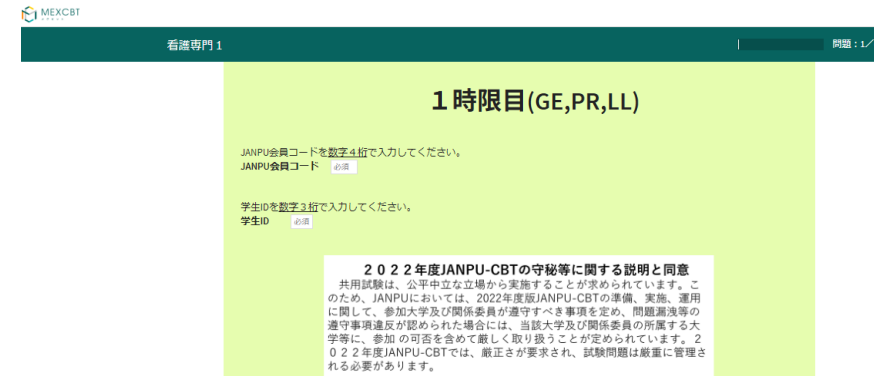 MEXCBT
看護専門1
問題：1／
１時限目(GE,PR,LL)
JANPU会員コードを数字４桁で入力してください。
JANPU会員コード 必須
学生IDを数字３桁で入力してください。
学生ID 必須
２０２２年度JANPU-CBTの守秘等に関する説明と同意
共用試験は、公平中立な立場から実施することが求められています。こ
のため、JANPUにおいては、2022年度版JANPU-CBTの準備、実施、運用
に関して、参加大学及び関係委員が遵守すべき事項を定め、問題漏洩等の
遵守事項違反が認められた場合には、当該大学及び関係委員の所属する大
学等に、参加 の可否を含めて厳しく取り扱うことが定められています。２
０２２年度JANPU-CBTでは、厳正さが要求され、試験問題は厳重に管理さ
れる必要があります。